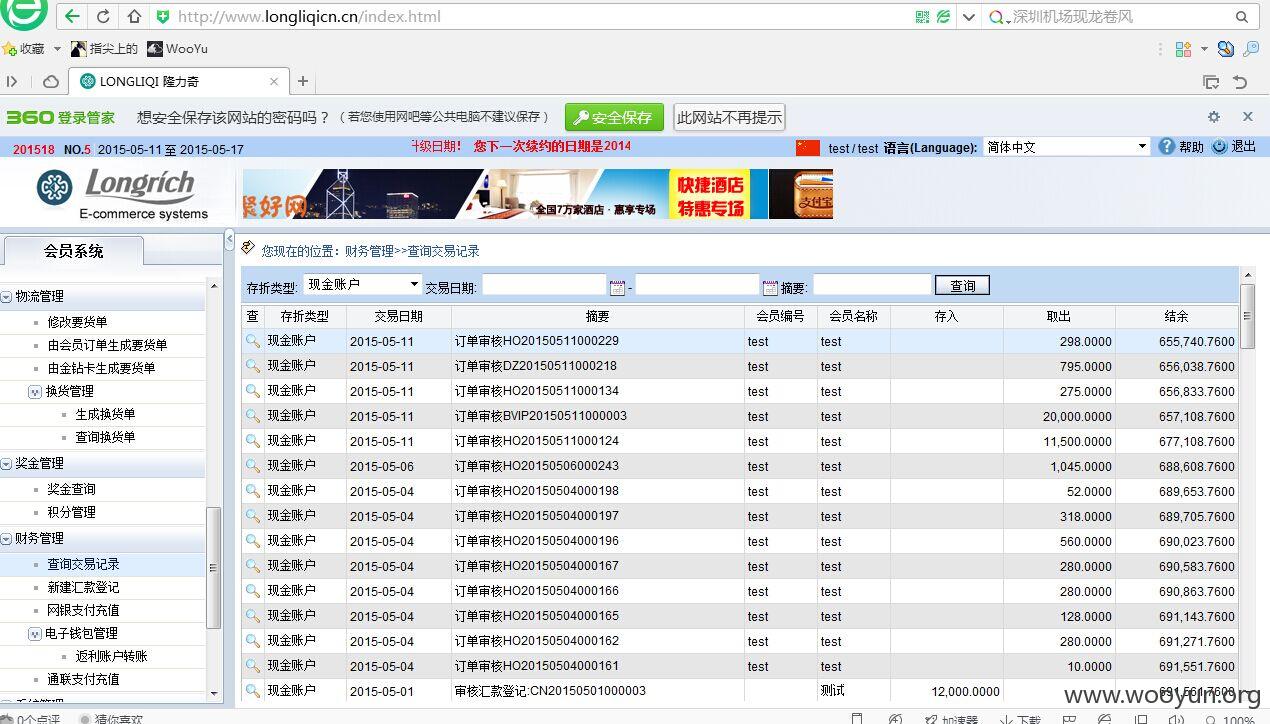 http://www.longliqicn.cn/index.html
深圳机场现龙卷风
收藏 指尖上的 WooYu
LONGLIQI 隆力奇
360登录管家 想安全保存该网站的密码吗？（若您使用网吧等公共电脑不建议保存） 安全保存 此网站不再提示
201518 NO.5 2015-05-11 至 2015-05-17 级日期！ 您下一次续约的日期是2014 test / test 语言(Language): 简体中文 帮助 退出
Longrich
E-commerce systems
聚好网 全国7万家酒店·惠享专场 快捷酒店 特惠专场 支付宝
会员系统
物流管理
修改要货单
由会员订单生成要货单
由金钻卡生成要货单
换货管理
生成换货单
查询换货单
奖金管理
奖金查询
积分管理
财务管理
查询交易记录
新建汇款登记
网银支付充值
电子钱包管理
返利账户转账
通联支付充值
您现在的位置：财务管理>>查询交易记录
存折类型: 现金账户 交易日期: - 摘要: 查询
查 存折类型 交易日期 摘要 会员编号 会员名称 存入 取出 结余
现金账户 2015-05-11 订单审核HO20150511000229 test test 298.0000 655,740.7600
现金账户 2015-05-11 订单审核DZ20150511000218 test test 795.0000 656,038.7600
现金账户 2015-05-11 订单审核HO20150511000134 test test 275.0000 656,833.7600
现金账户 2015-05-11 订单审核BVIP20150511000003 test test 20,000.0000 657,108.7600
现金账户 2015-05-11 订单审核HO20150511000124 test test 11,500.0000 677,108.7600
现金账户 2015-05-06 订单审核HO20150506000243 test test 1,045.0000 688,608.7600
现金账户 2015-05-04 订单审核HO20150504000198 test test 52.0000 689,653.7600
现金账户 2015-05-04 订单审核HO20150504000197 test test 318.0000 689,705.7600
现金账户 2015-05-04 订单审核HO20150504000196 test test 560.0000 690,023.7600
现金账户 2015-05-04 订单审核HO20150504000167 test test 280.0000 690,583.7600
现金账户 2015-05-04 订单审核HO20150504000166 test test 280.0000 690,863.7600
现金账户 2015-05-04 订单审核HO20150504000165 test test 128.0000 691,143.7600
现金账户 2015-05-04 订单审核HO20150504000162 test test 280.0000 691,271.7600
现金账户 2015-05-04 订单审核HO20150504000161 test test 10.0000 691,551.7600
现金账户 2015-05-01 审核汇款登记:CN20150501000003 测试 12,000.0000
www.wooyun.org
0个点评 猜你喜欢 加速器 下载 100%